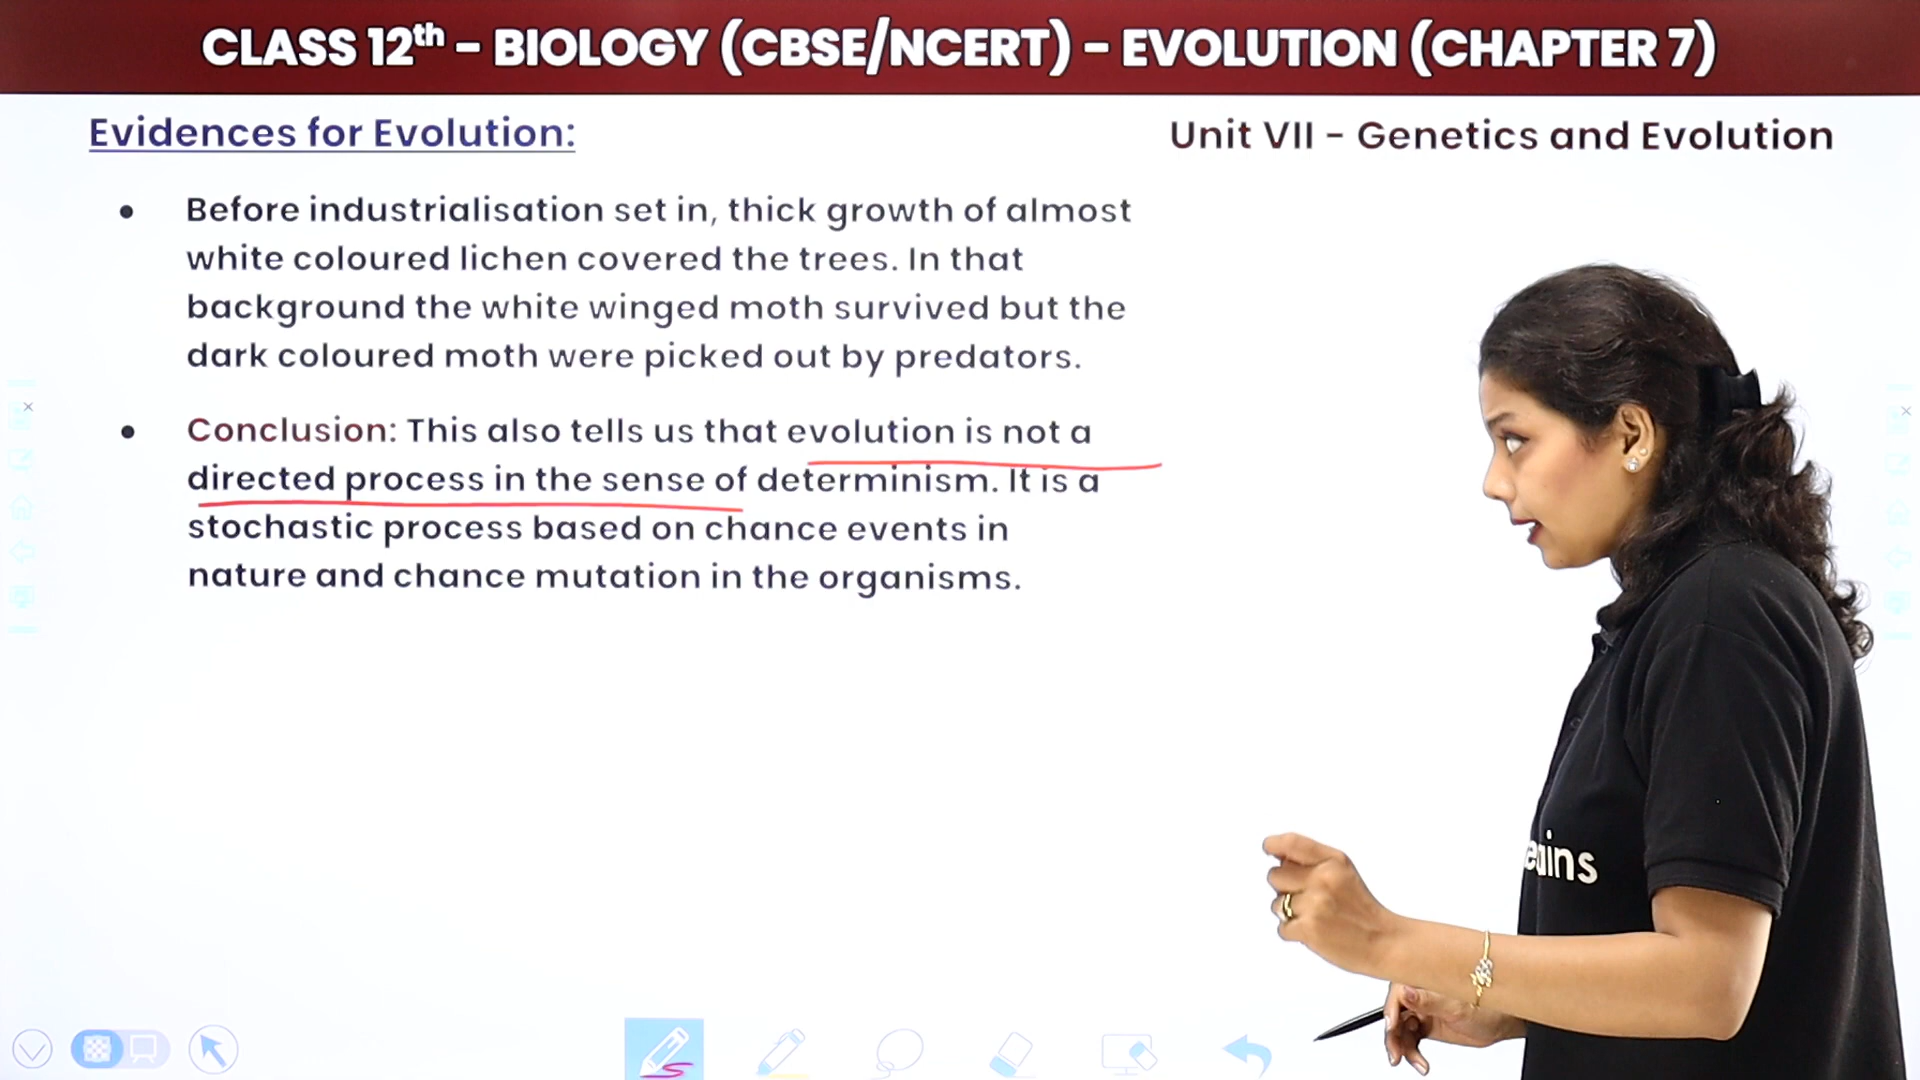 CLASS 12th – BIOLOGY (CBSE/NCERT) – EVOLUTION (CHAPTER 7)
Evidences for Evolution:
Unit VII – Genetics and Evolution
• Before industrialisation set in, thick growth of almost
white coloured lichen covered the trees. In that
background the white winged moth survived but the
dark coloured moth were picked out by predators.
• Conclusion: This also tells us that evolution is not a
directed process in the sense of determinism. It is a
stochastic process based on chance events in
nature and chance mutation in the organisms.